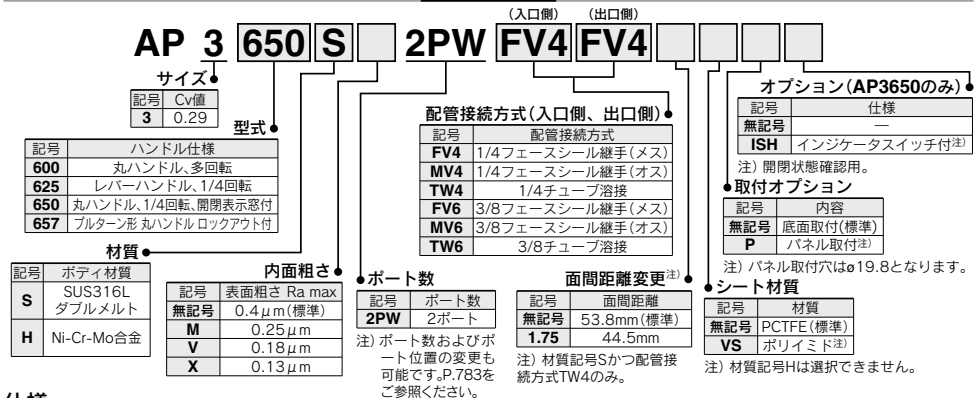 (入口側) (出口側)
AP 3 650 S 2PW FV4 FV4
サイズ
記号 Cv値
3 0.29
型式
記号 ハンドル仕様
600 丸ハンドル、多回転
625 レバーハンドル、1/4回転
650 丸ハンドル、1/4回転、開閉表示窓付
657 プルターン形 丸ハンドル ロックアウト付
材質
記号 ボディ材質
S SUS316L
ダブルメルト
H Ni-Cr-Mo合金
内面粗さ
記号 表面粗さ Ra max
無記号 0.4μm(標準)
M 0.25μm
V 0.18μm
X 0.13μm
ポート数
記号 ポート数
2PW 2ポート
注) ポート数およびポ
ート位置の変更も
可能です。P.783を
ご参照ください。
配管接続方式(入口側、出口側)
記号 配管接続方式
FV4 1/4フェースシール継手(メス)
MV4 1/4フェースシール継手(オス)
TW4 1/4チューブ溶接
FV6 3/8フェースシール継手(メス)
MV6 3/8フェースシール継手(オス)
TW6 3/8チューブ溶接
面間距離変更注)
記号 面間距離
無記号 53.8mm(標準)
1.75 44.5mm
注) 材質記号Sかつ配管接
続方式TW4のみ。
オプション(AP3650のみ)
記号 仕様
無記号 —
ISH インジケータスイッチ付注)
注) 開閉状態確認用。
取付オプション
記号 内容
無記号 底面取付(標準)
P パネル取付注)
注) パネル取付穴はø19.8となります。
シート材質
記号 材質
無記号 PCTFE(標準)
VS ポリイミド注)
注) 材質記号Hは選択できません。